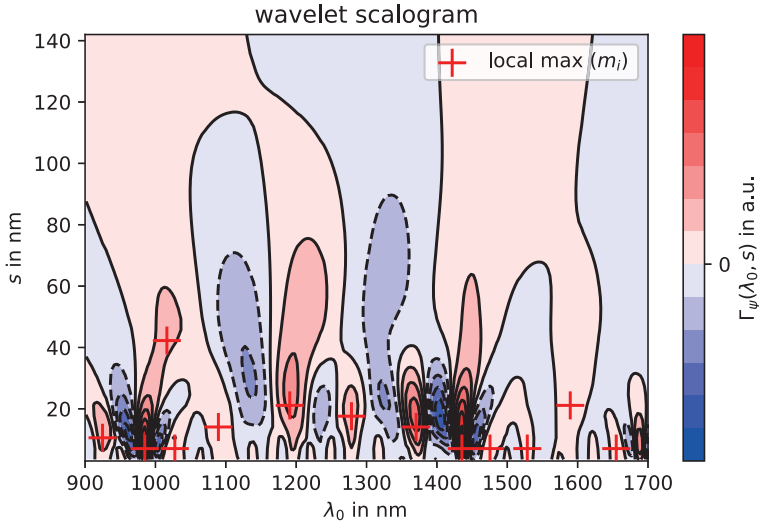 wavelet scalogram
local max (mᵢ)
140
120
100
80
60
40
20
s in nm
900 1000 1100 1200 1300 1400 1500 1600 1700
λ₀ in nm
0
Γψ(λ₀, s) in a.u.